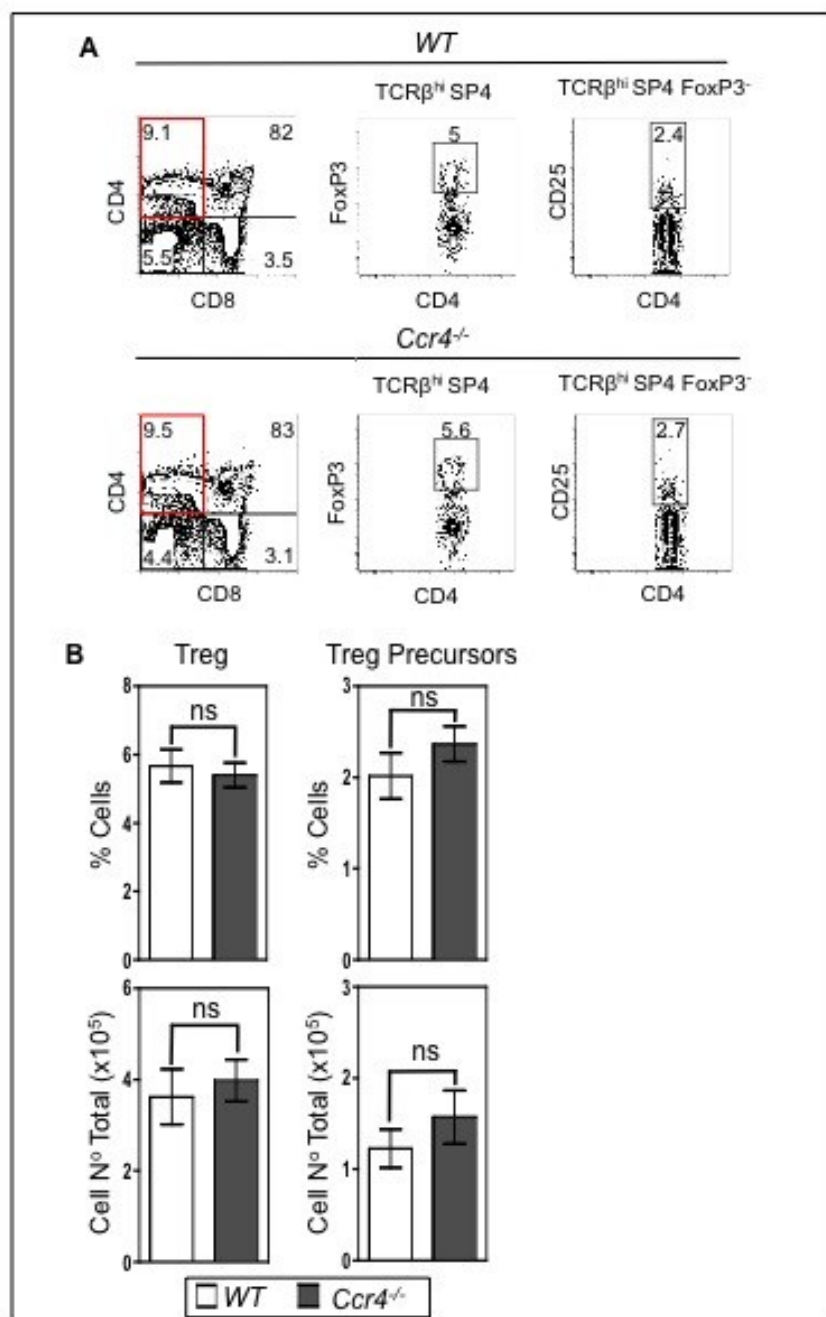 A
WT
TCRβʰⁱ SP4
TCRβʰⁱ SP4 FoxP3⁻
9.1
82
5.5
3.5
CD4
CD8
5
FoxP3
CD4
2.4
CD25
CD4
Ccr4⁻/⁻
TCRβʰⁱ SP4
TCRβʰⁱ SP4 FoxP3⁻
9.5
83
4.4
3.1
CD4
CD8
5.6
FoxP3
CD4
2.7
CD25
CD4
B
Treg
Treg Precursors
% Cells
8
6
4
2
0
ns
% Cells
3
2
1
0
ns
Cell Nº Total (x10⁵)
6
4
2
0
ns
Cell Nº Total (x10⁵)
3
2
1
0
ns
WT
Ccr4⁻/⁻